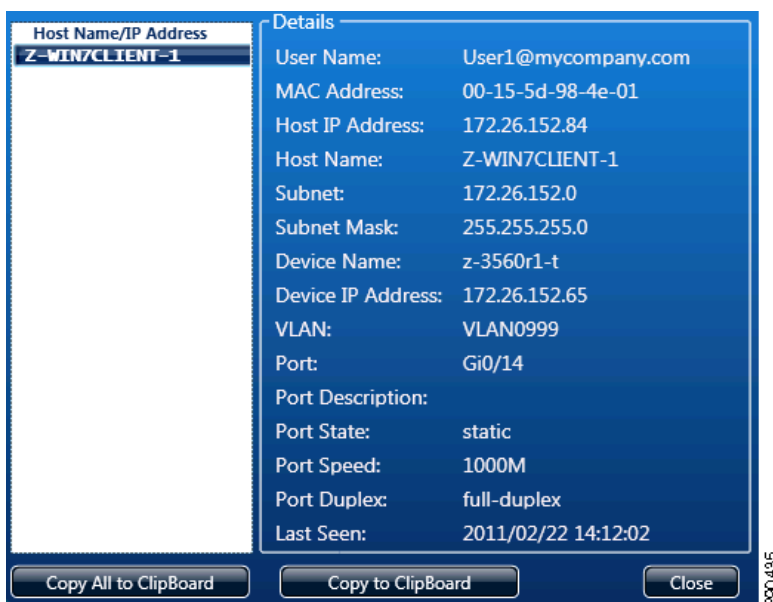 Host Name/IP Address
Z-WIN7CLIENT-1
Details
User Name: User1@mycompany.com
MAC Address: 00-15-5d-98-4e-01
Host IP Address: 172.26.152.84
Host Name: Z-WIN7CLIENT-1
Subnet: 172.26.152.0
Subnet Mask: 255.255.255.0
Device Name: z-3560r1-t
Device IP Address: 172.26.152.65
VLAN: VLAN0999
Port: Gi0/14
Port Description:
Port State: static
Port Speed: 1000M
Port Duplex: full-duplex
Last Seen: 2011/02/22 14:12:02
Copy All to ClipBoard Copy to ClipBoard Close